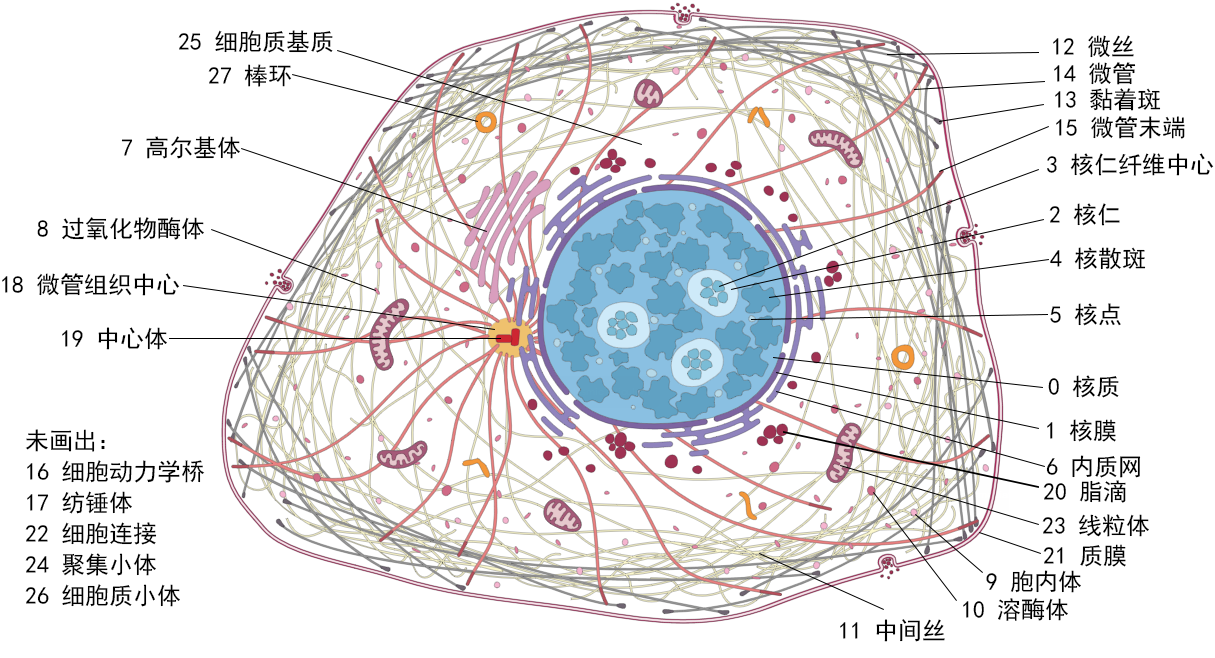 25 细胞质基质
27 棒环
7 高尔基体
8 过氧化物酶体
18 微管组织中心
19 中心体
未画出：
16 细胞动力学桥
17 纺锤体
22 细胞连接
24 聚集小体
26 细胞质小体
12 微丝
14 微管
13 黏着斑
15 微管末端
3 核仁纤维中心
2 核仁
4 核散斑
5 核点
0 核质
1 核膜
6 内质网
20 脂滴
23 线粒体
21 质膜
9 胞内体
10 溶酶体
11 中间丝